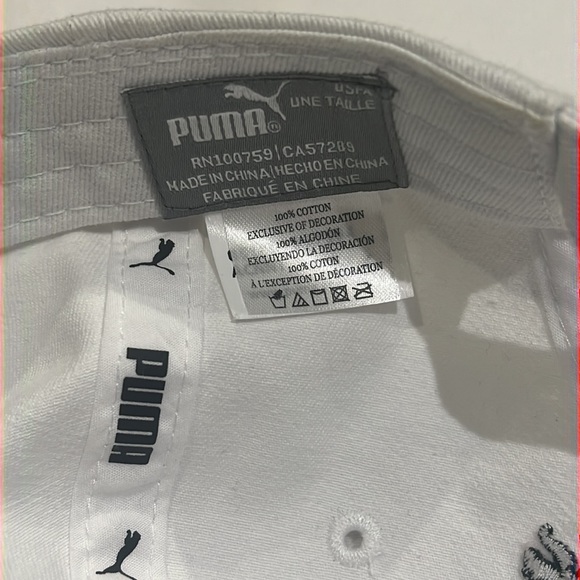 OSFA
UNE TAILLE
PUMA
RN100759|CA57289
MADE IN CHINA|HECHO EN CHINA
FABRIQUÉ EN CHINE
100% COTTON
EXCLUSIVE OF DECORATION
100% ALGODÓN
EXCLUYENDO LA DECORACIÓN
100% COTON
À L'EXCEPTION DE DÉCORATION
PUMA